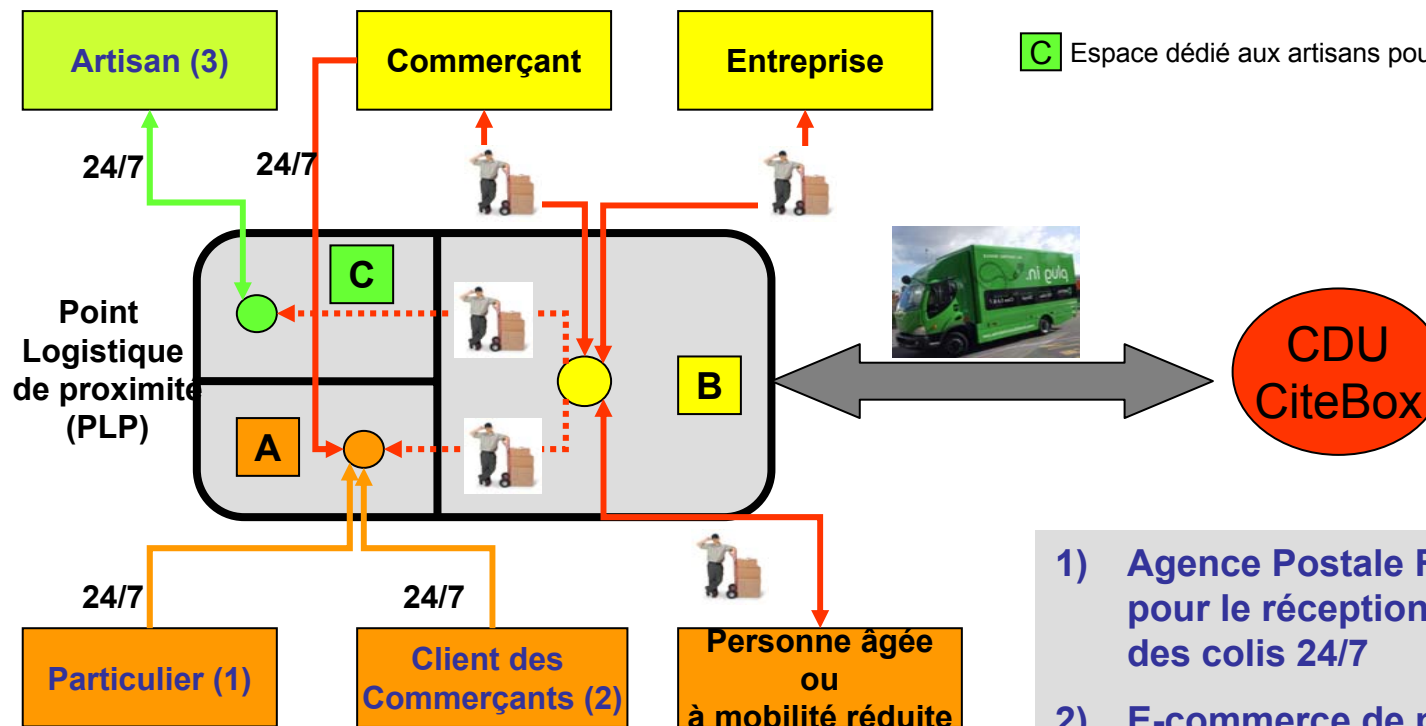 Artisan (3)
Commerçant
Entreprise
C Espace dédié aux artisans pou
24/7
24/7
C
Point
Logistique
de proximité
(PLP)
B
A
CDU
CiteBox
24/7
24/7
Particulier (1)
Client des
Commerçants (2)
Personne âgée
ou
à mobilité réduite
1) Agence Postale
pour le réception
des colis 24/7
2) E-commerce de